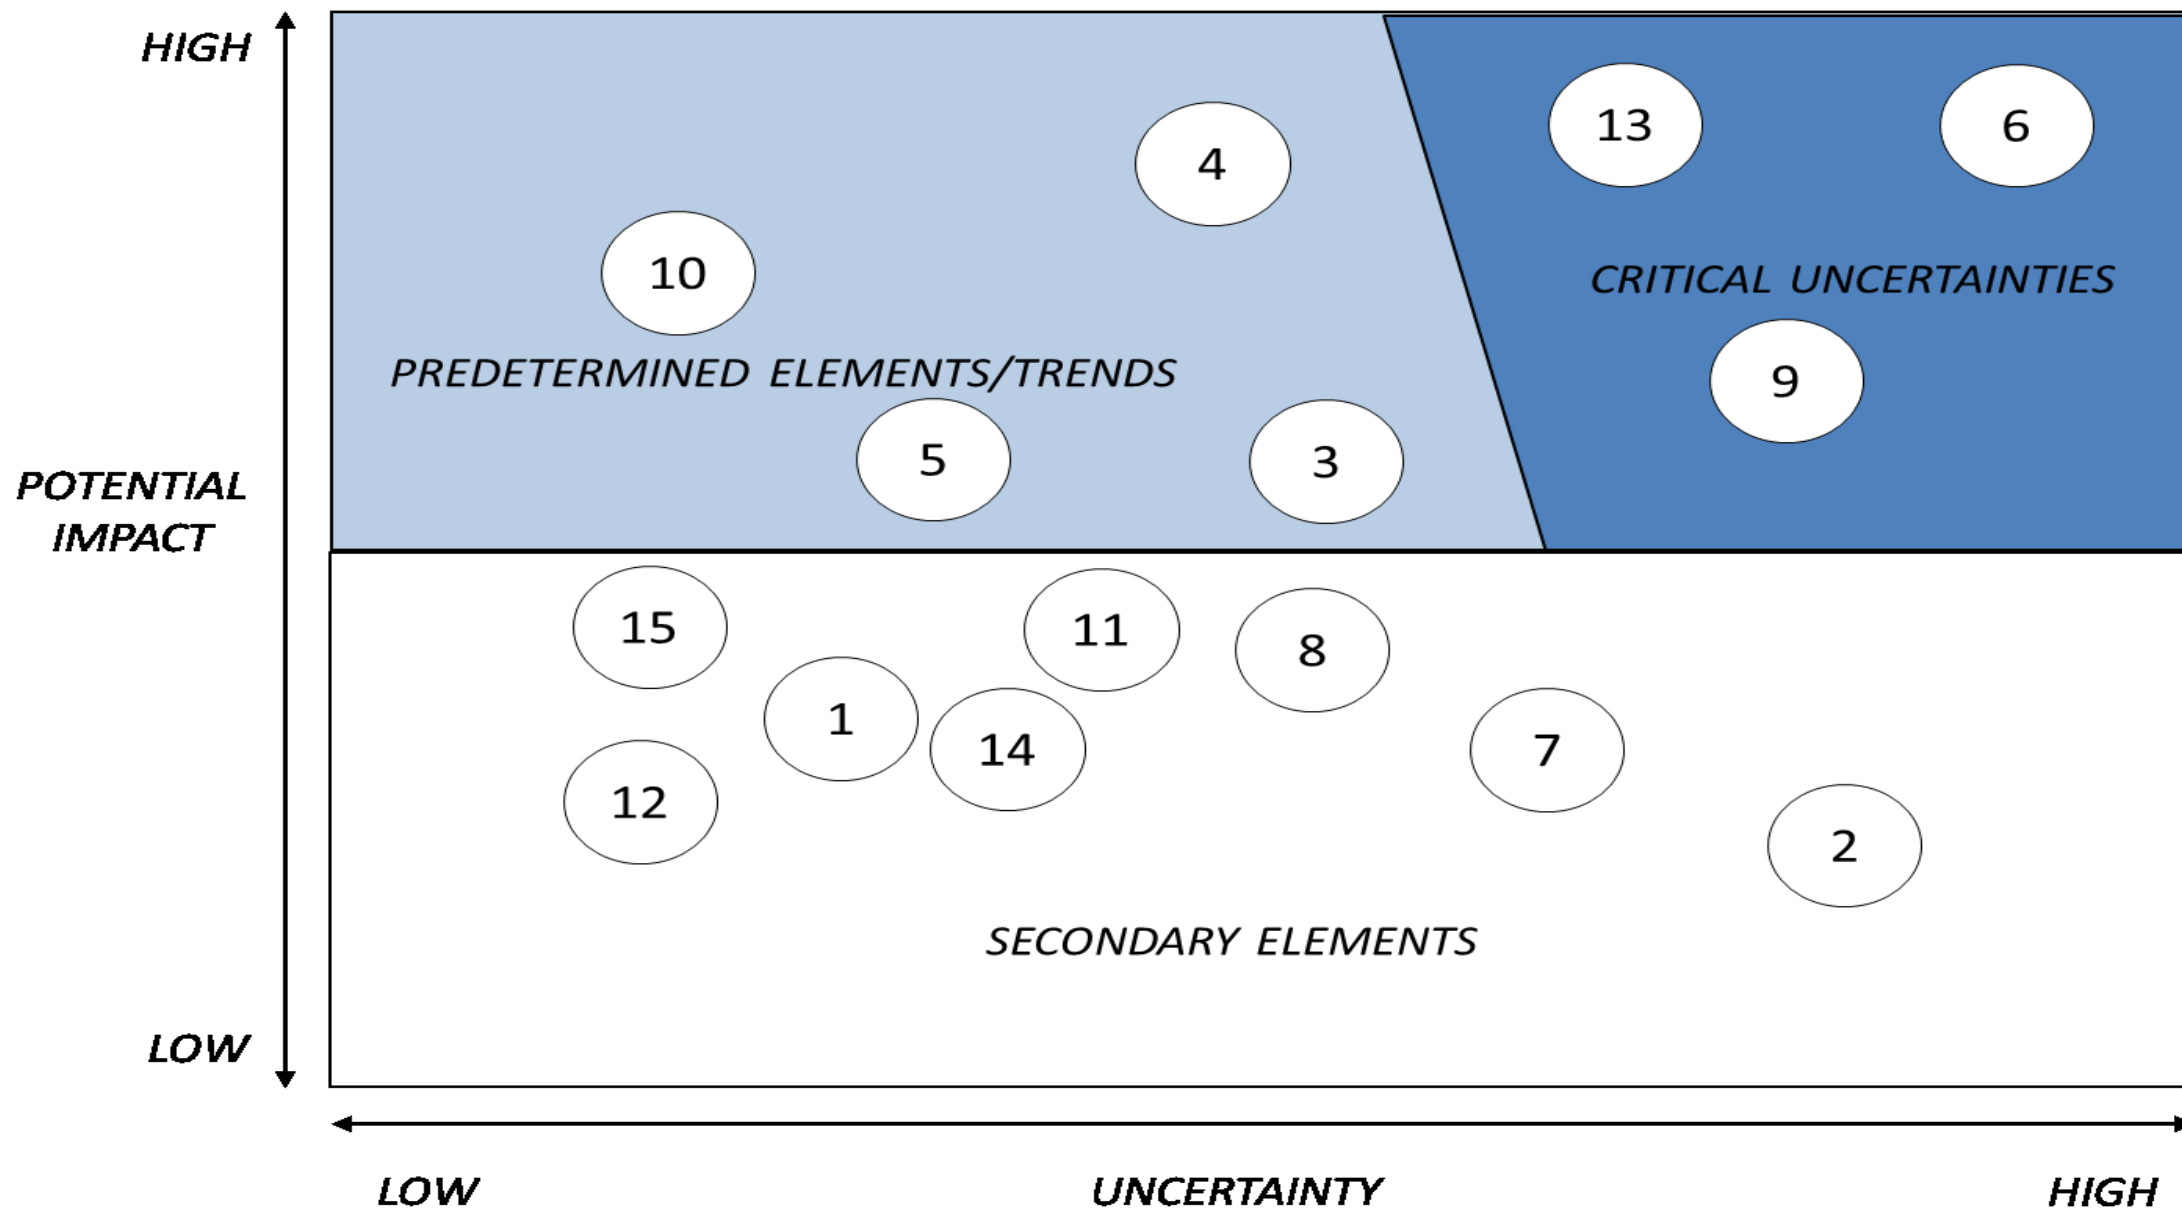 HIGH
13
6
4
10
CRITICAL UNCERTAINTIES
PREDETERMINED ELEMENTS/TRENDS
9
5
3
POTENTIAL
IMPACT
15
11
8
1
14
7
12
2
SECONDARY ELEMENTS
LOW
LOW
UNCERTAINTY
HIGH